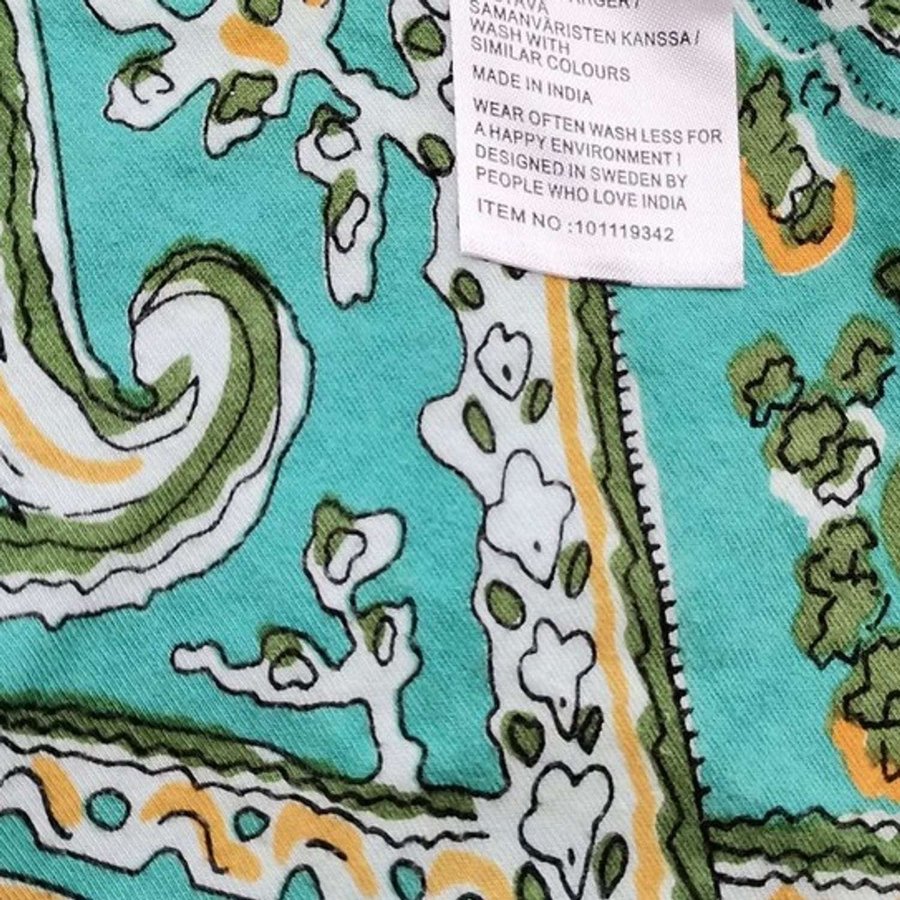 SAMANVÄRISTEN KANSSA /
WASH WITH
SIMILAR COLOURS
MADE IN INDIA
WEAR OFTEN WASH LESS FOR
A HAPPY ENVIRONMENT !
DESIGNED IN SWEDEN BY
PEOPLE WHO LOVE INDIA
ITEM NO :101119342